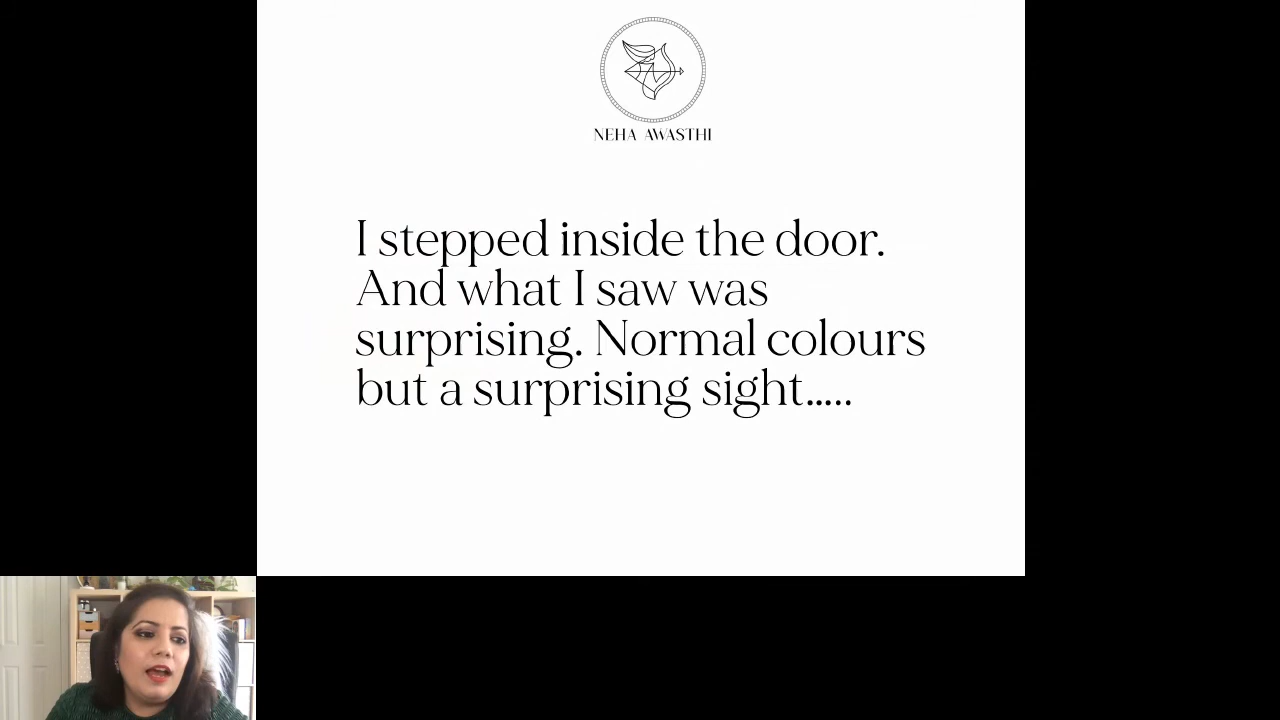 NEHA AWASTHI
I stepped inside the door.
And what I saw was
surprising. Normal colours
but a surprising sight.....